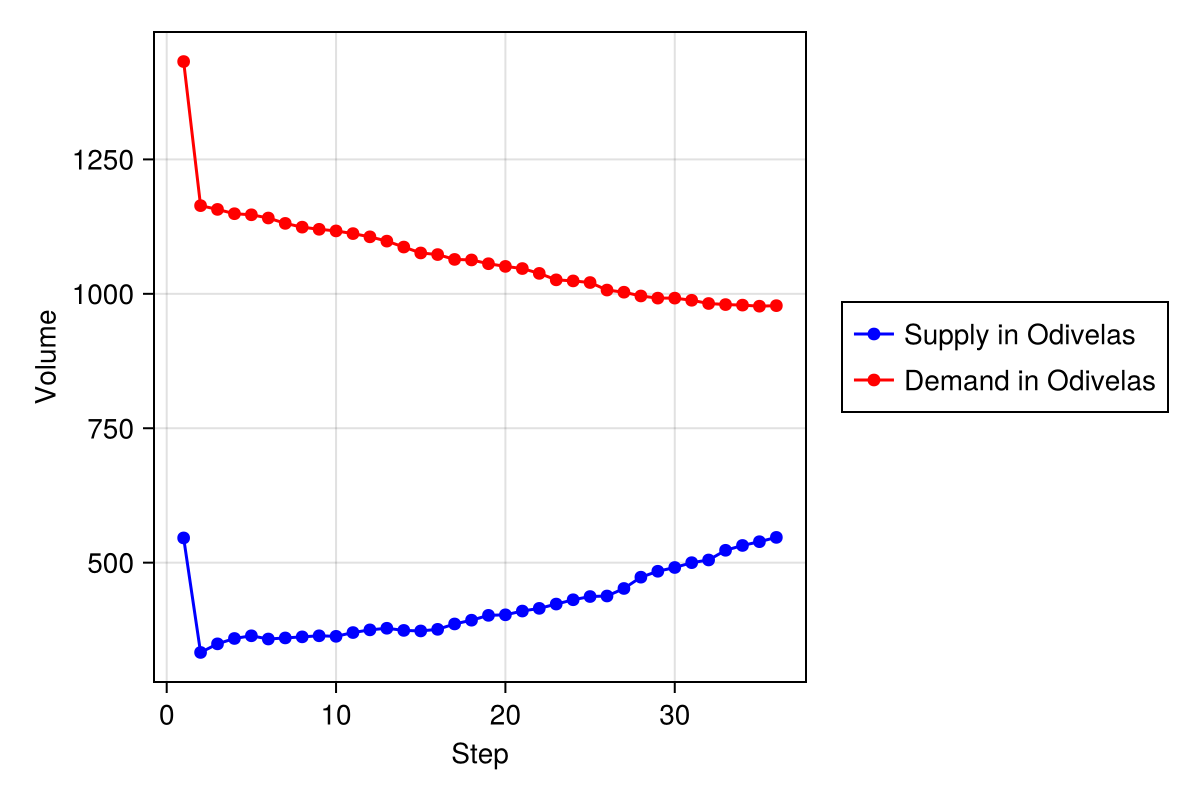 1250
1000
750
500
Volume
0 10 20 30
Step
Supply in Odivelas
Demand in Odivelas